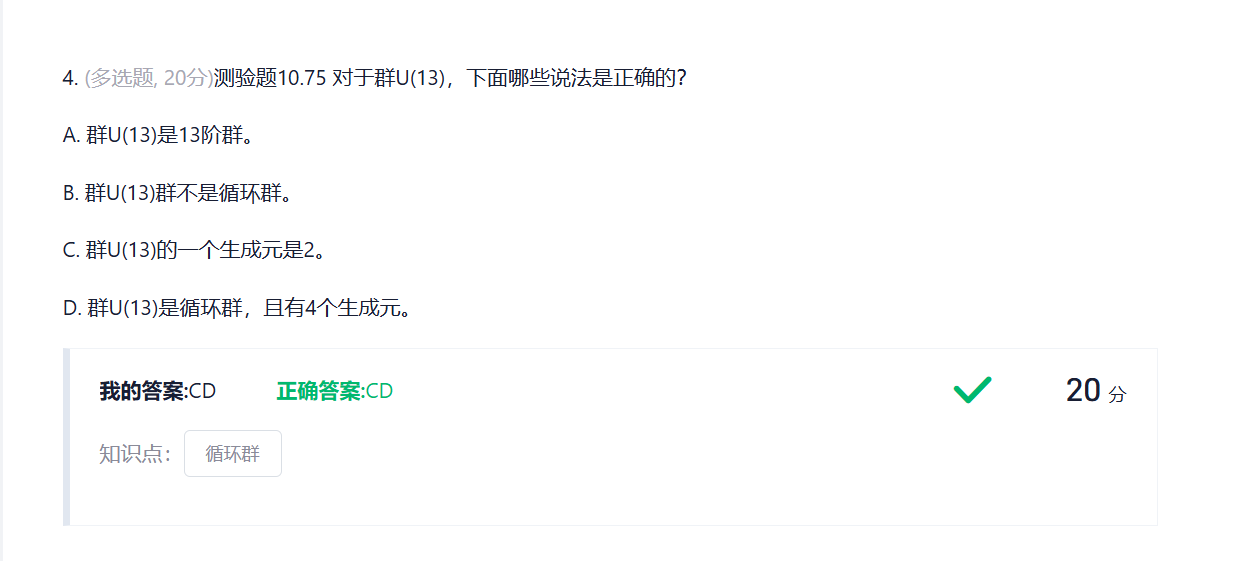 4. (多选题, 20分)测验题10.75 对于群U(13)，下面哪些说法是正确的？
A. 群U(13)是13阶群。
B. 群U(13)群不是循环群。
C. 群U(13)的一个生成元是2。
D. 群U(13)是循环群，且有4个生成元。
我的答案:CD 正确答案:CD 20 分
知识点： 循环群